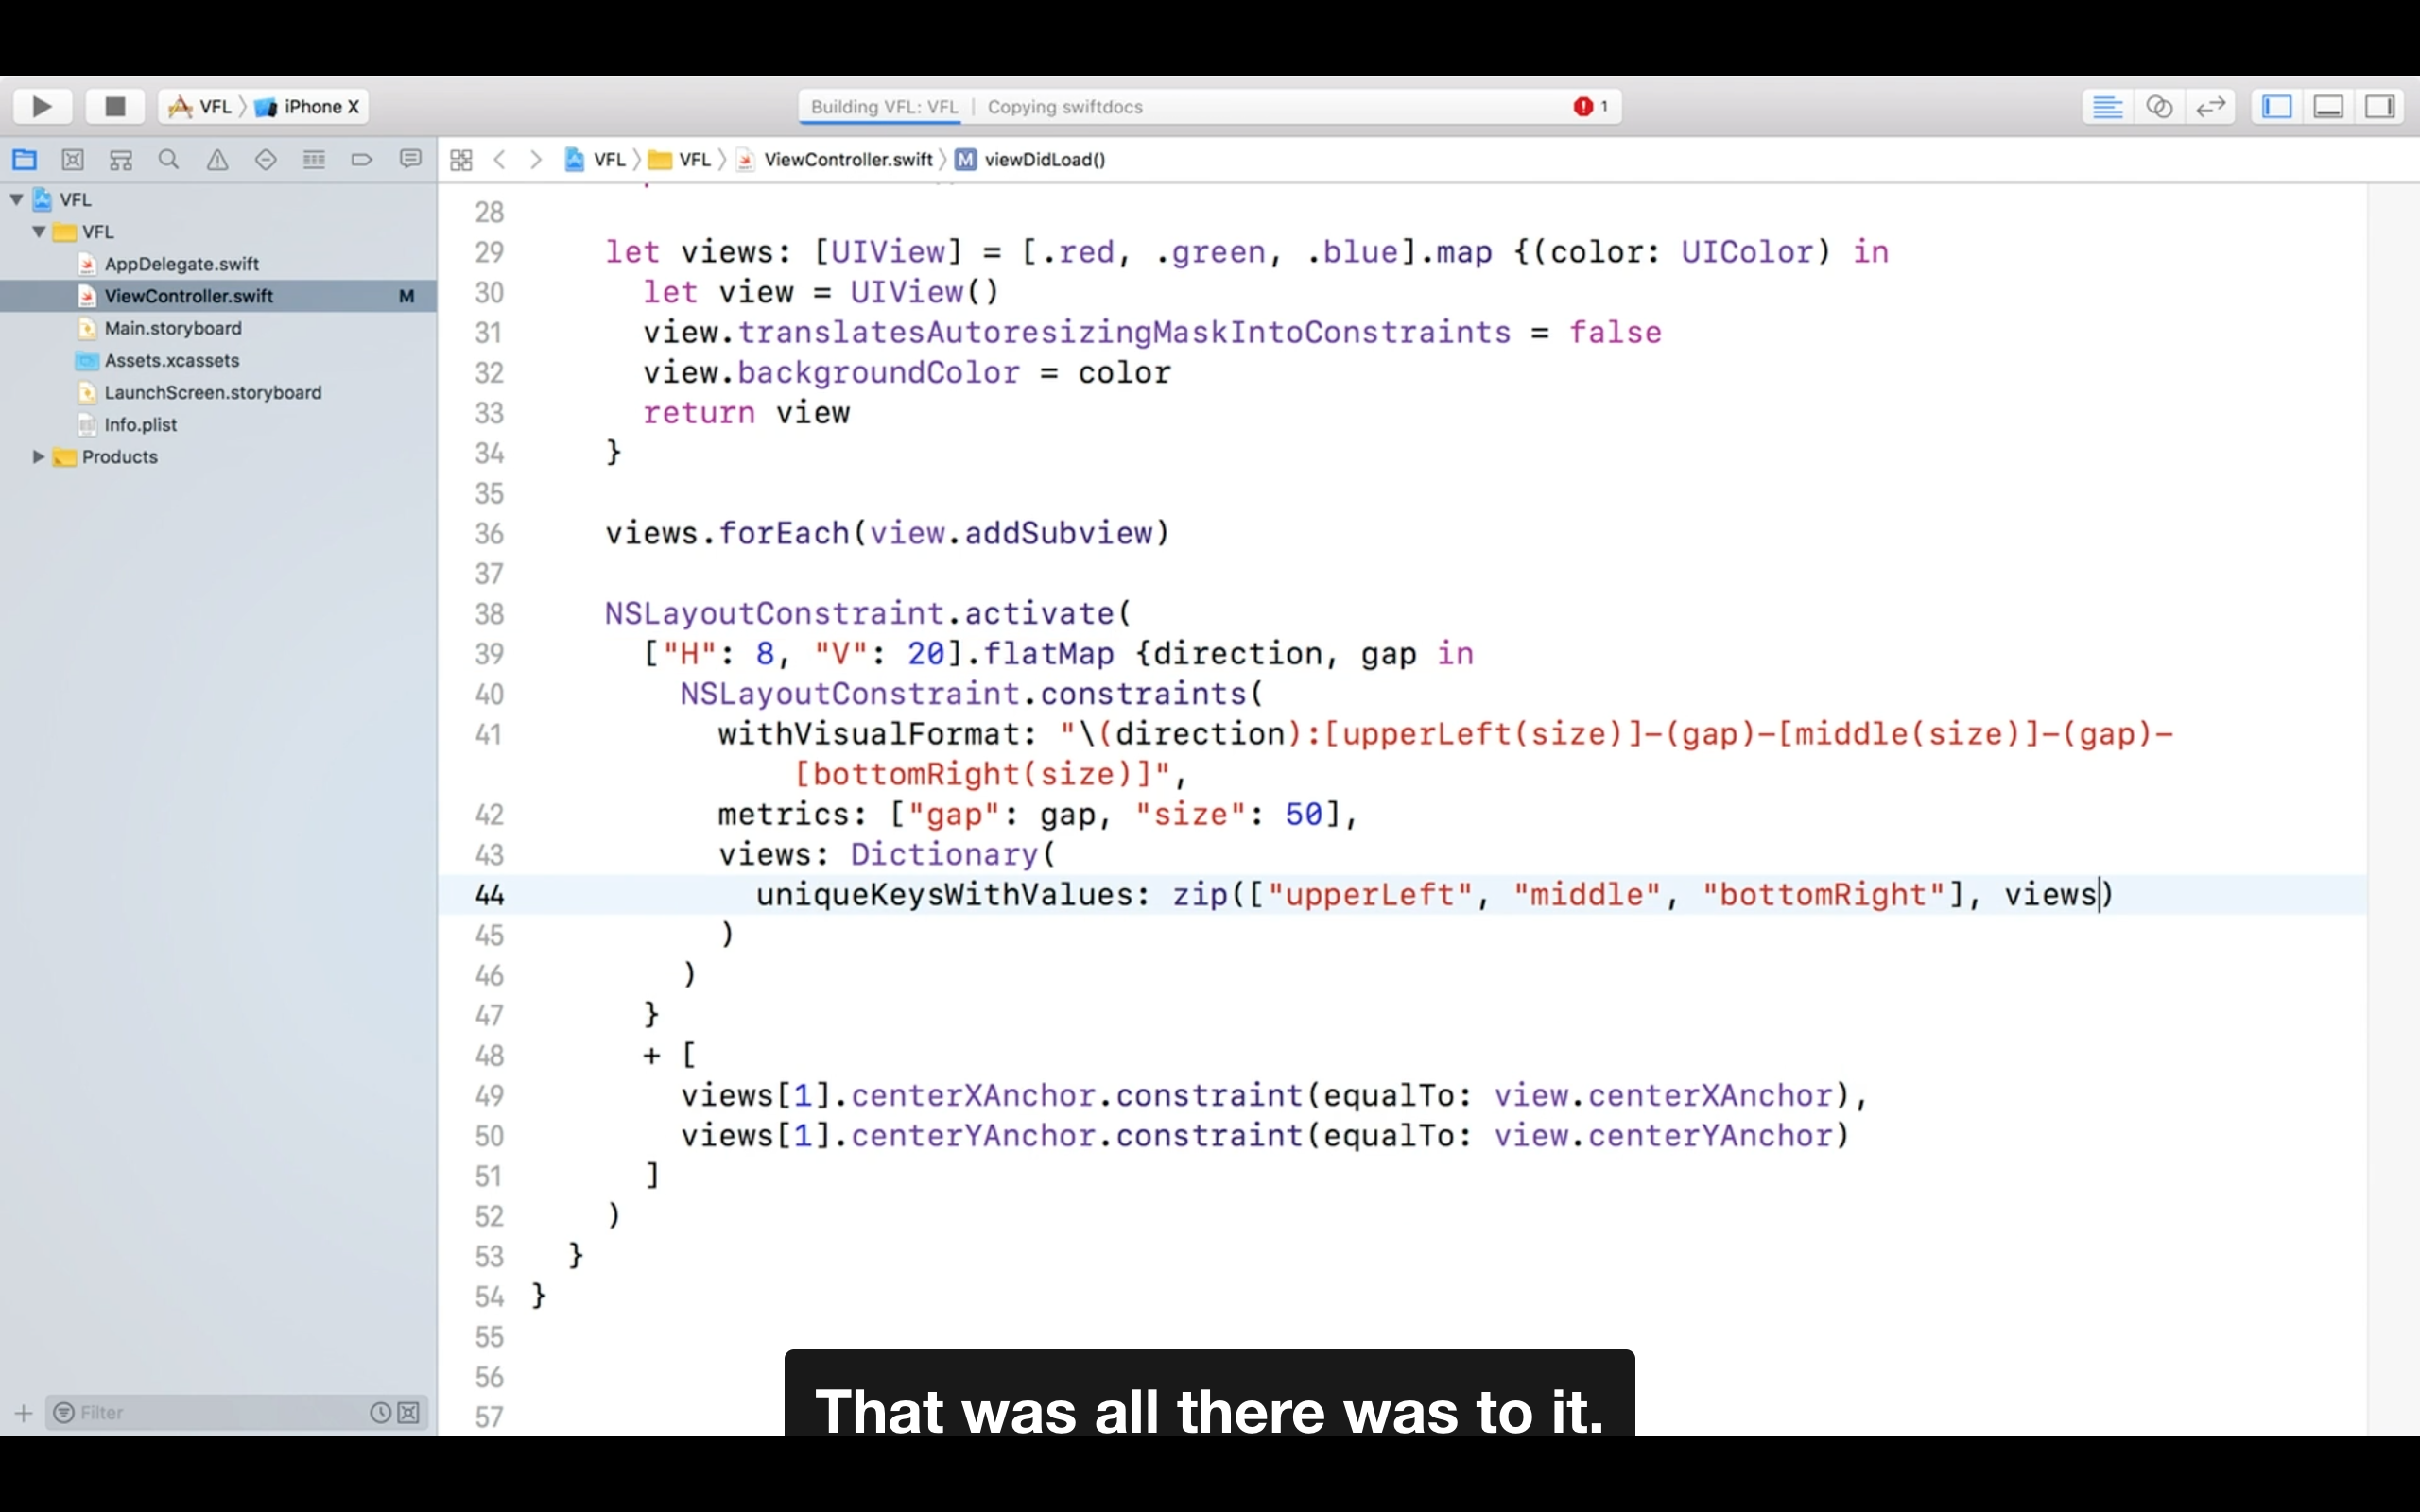 VFL 〉 iPhone X
Building VFL: VFL | Copying swiftdocs
1
VFL 〉 VFL 〉 ViewController.swift 〉 M viewDidLoad()
VFL
VFL
AppDelegate.swift
ViewController.swift M
Main.storyboard
Assets.xcassets
LaunchScreen.storyboard
Info.plist
Products
Filter
28
29 let views: [UIView] = [.red, .green, .blue].map {(color: UIColor) in
30 let view = UIView()
31 view.translatesAutoresizingMaskIntoConstraints = false
32 view.backgroundColor = color
33 return view
34 }
35
36 views.forEach(view.addSubview)
37
38 NSLayoutConstraint.activate(
39 ["H": 8, "V": 20].flatMap {direction, gap in
40 NSLayoutConstraint.constraints(
41 withVisualFormat: "\(direction):[upperLeft(size)]-(gap)-[middle(size)]-(gap)-
[bottomRight(size)]",
42 metrics: ["gap": gap, "size": 50],
43 views: Dictionary(
44 uniqueKeysWithValues: zip(["upperLeft", "middle", "bottomRight"], views)
45 )
46 )
47 }
48 + [
49 views[1].centerXAnchor.constraint(equalTo: view.centerXAnchor),
50 views[1].centerYAnchor.constraint(equalTo: view.centerYAnchor)
51 ]
52 )
53 }
54 }
55
56
57
That was all there was to it.